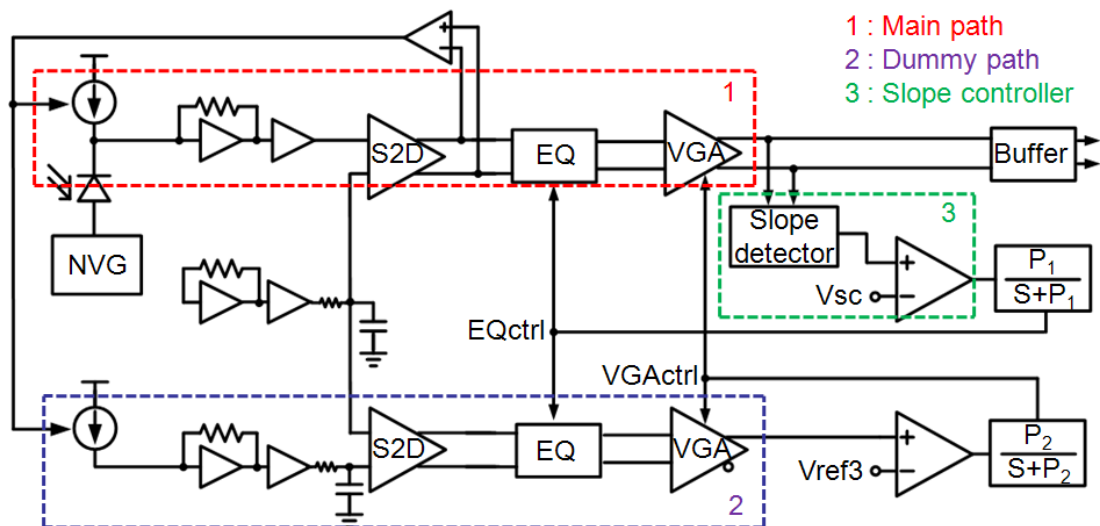 1 : Main path
2 : Dummy path
3 : Slope controller
1
+
-
S2D
EQ
VGA
Buffer
NVG
3
Slope
detector
+
Vsc
-
P1
S+P1
EQctrl
VGActrl
S2D
EQ
VGA
+
Vref3
-
P2
S+P2
2